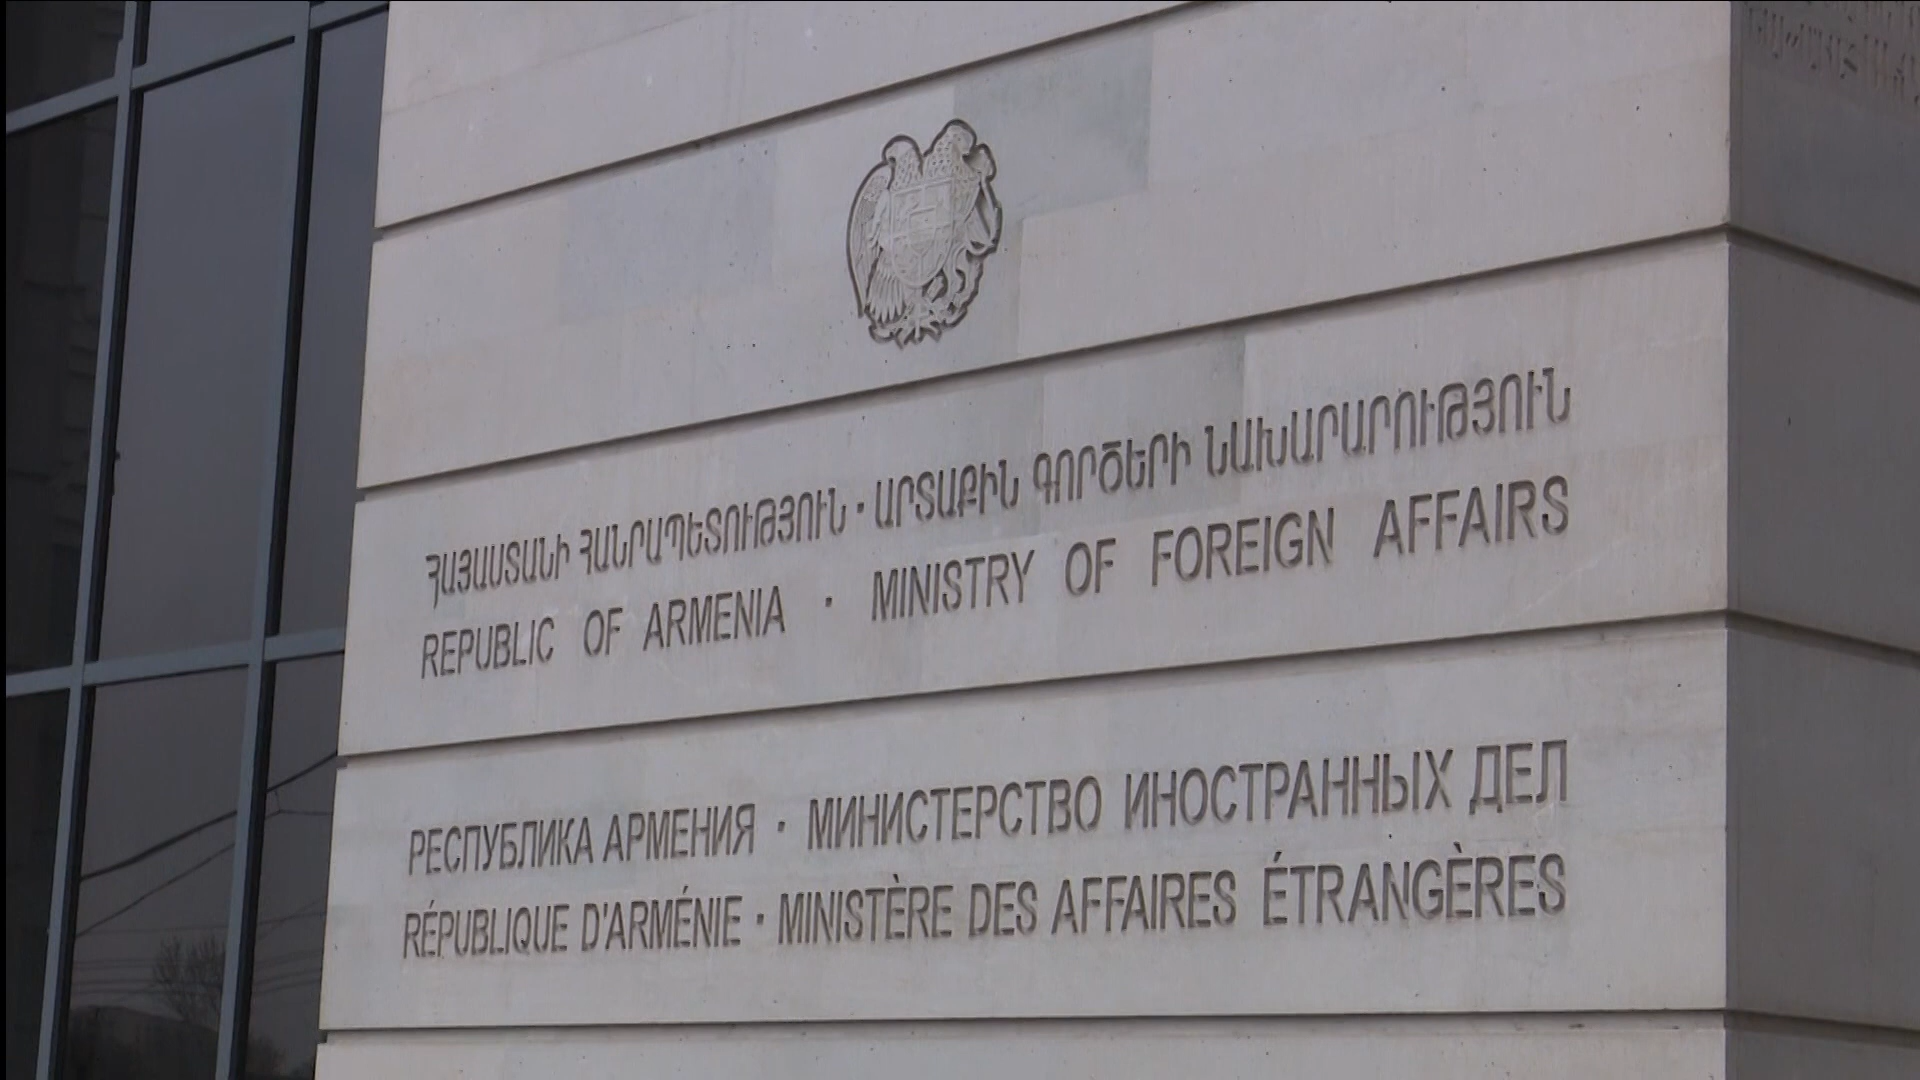 ՀԱՅԱՍՏԱՆԻ ՀԱՆՐԱՊԵՏՈՒԹՅՈՒՆ · ԱՐՏԱՔԻՆ ԳՈՐԾԵՐԻ ՆԱԽԱՐԱՐՈՒԹՅՈՒՆ
REPUBLIC OF ARMENIA · MINISTRY OF FOREIGN AFFAIRS
РЕСПУБЛИКА АРМЕНИЯ · МИНИСТЕРСТВО ИНОСТРАННЫХ ДЕЛ
RÉPUBLIQUE D'ARMÉNIE · MINISTÈRE DES AFFAIRES ÉTRANGÈRES